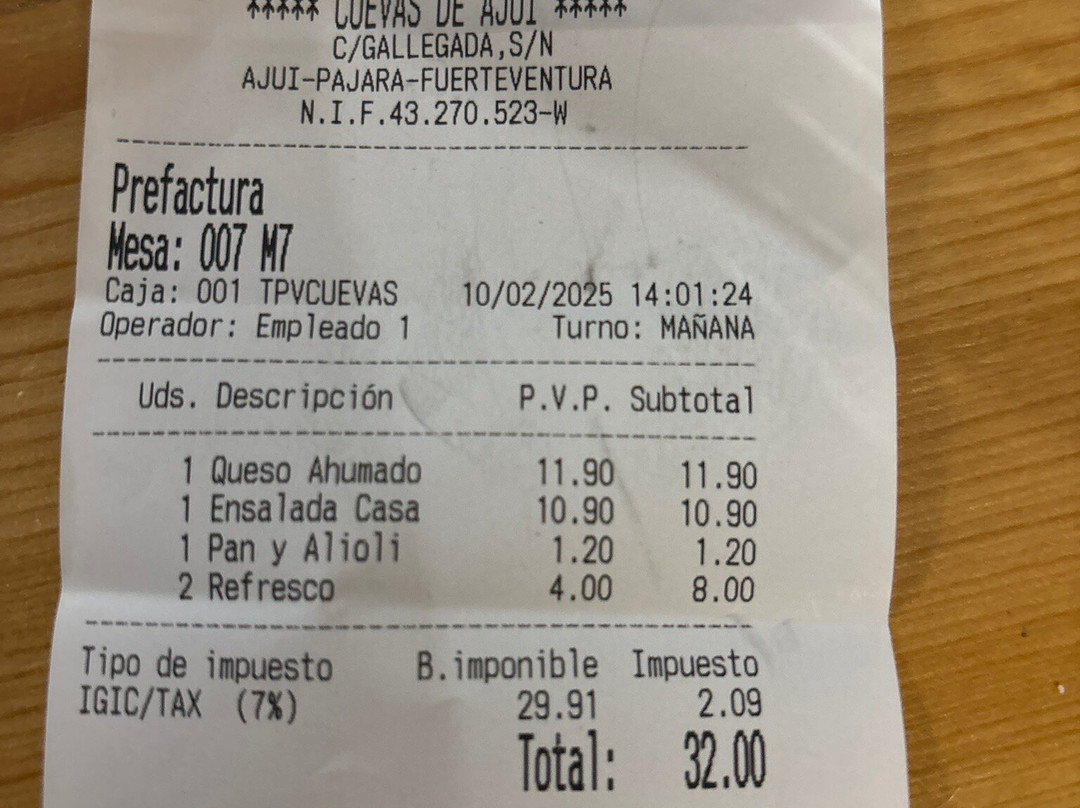 ***** CUEVAS DE AJUI *****
C/GALLEGADA,S/N
AJUI-PAJARA-FUERTEVENTURA
N.I.F.43.270.523-W
Prefactura
Mesa: 007 M7
Caja: 001 TPVCUEVAS 10/02/2025 14:01:24
Operador: Empleado 1 Turno: MAÑANA
Uds. Descripción P.V.P. Subtotal
1 Queso Ahumado 11.90 11.90
1 Ensalada Casa 10.90 10.90
1 Pan y Alioli 1.20 1.20
2 Refresco 4.00 8.00
Tipo de impuesto B.imponible Impuesto
IGIC/TAX (7%) 29.91 2.09
Total: 32.00